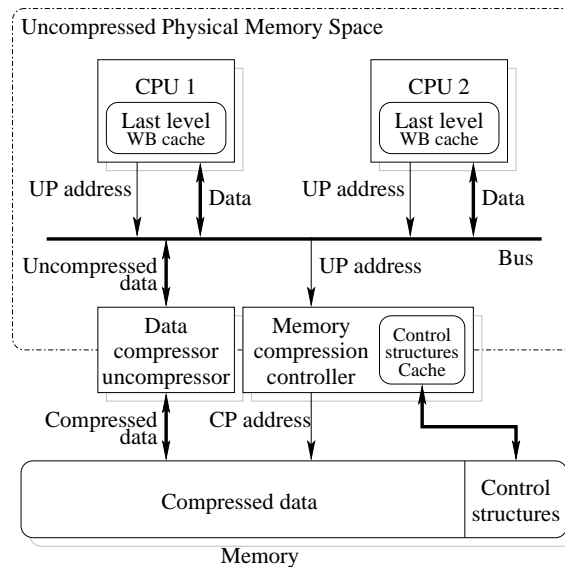 Uncompressed Physical Memory Space
CPU 1
Last level
WB cache
CPU 2
Last level
WB cache
UP address
Data
UP address
Data
Bus
Uncompressed
data
UP address
Data
compressor
uncompressor
Memory
compression
controller
Control
structures
Cache
Compressed
data
CP address
Compressed data
Control
structures
Memory